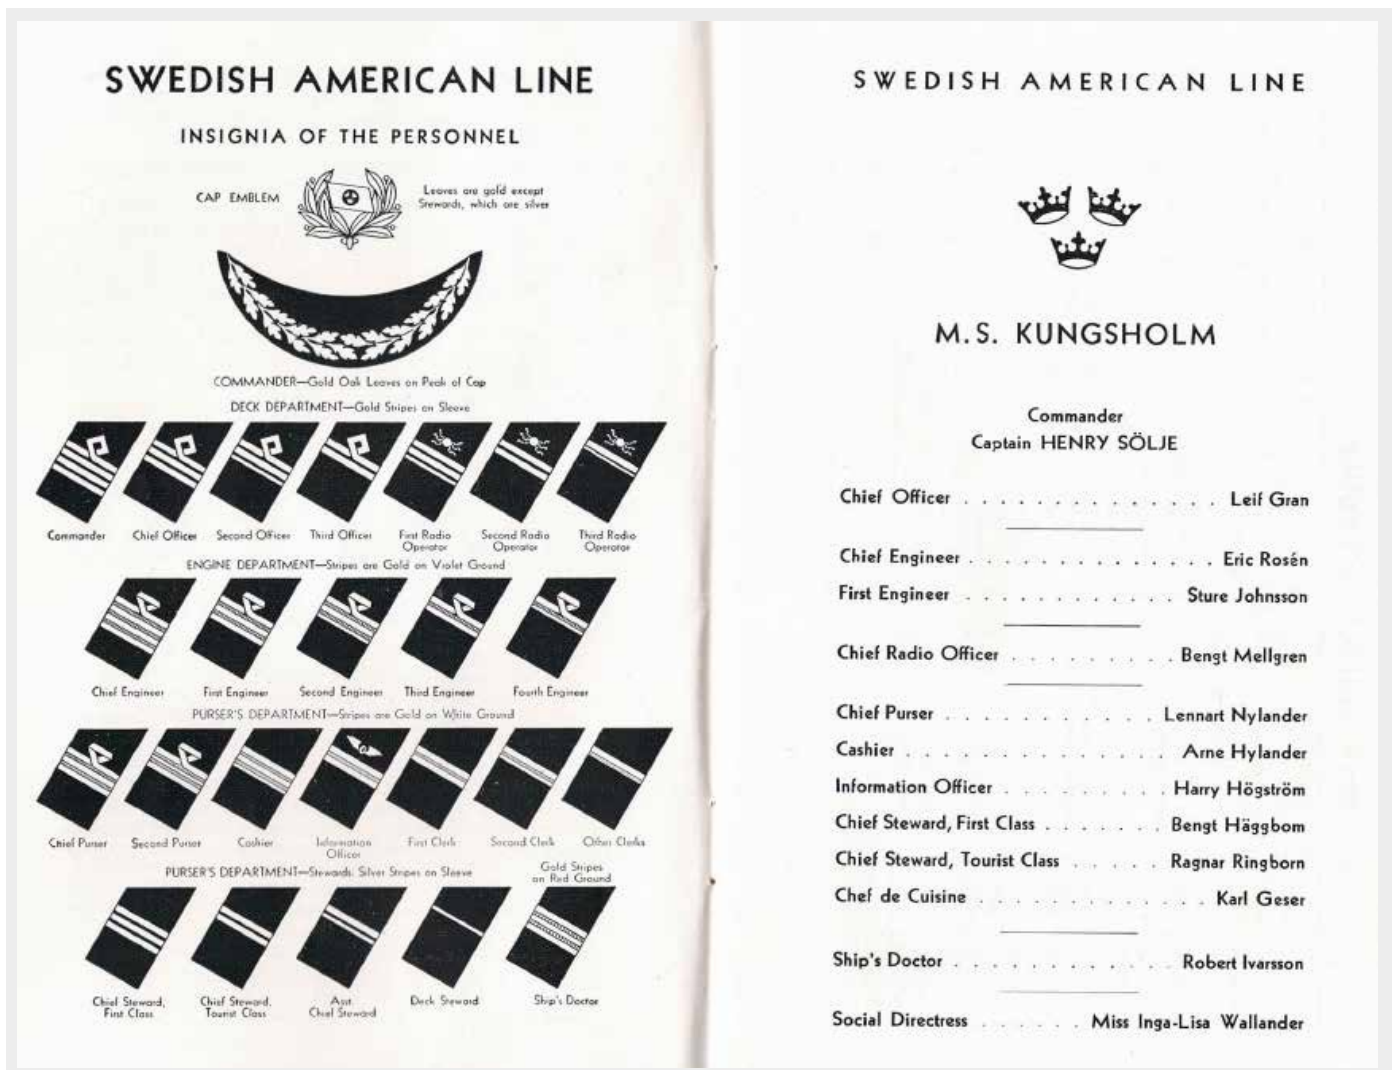 SWEDISH AMERICAN LINE
INSIGNIA OF THE PERSONNEL
CAP EMBLEM
Leaves are gold except
Stewards, which are silver
COMMANDER—Gold Oak Leaves on Peak of Cap
DECK DEPARTMENT—Gold Stripes on Sleeve
Commander Chief Officer Second Officer Third Officer First Radio Operator Second Radio Operator Third Radio Operator
ENGINE DEPARTMENT—Stripes are Gold on Violet Ground
Chief Engineer First Engineer Second Engineer Third Engineer Fourth Engineer
PURSER'S DEPARTMENT—Stripes are Gold on White Ground
Chief Purser Second Purser Cashier Information Officer First Clerk Second Clerk Other Clerks
PURSER'S DEPARTMENT—Stewards: Silver Stripes on Sleeve
Gold Stripes
on Red Ground
Chief Steward, First Class Chief Steward, Tourist Class Asst. Chief Steward Deck Steward Ship's Doctor
SWEDISH AMERICAN LINE
M.S. KUNGSHOLM
Commander
Captain HENRY SÖLJE
Chief Officer . . . . . . . . . . . . . . Leif Gran
Chief Engineer . . . . . . . . . . . . . . Eric Rosén
First Engineer . . . . . . . . . . . . Sture Johnsson
Chief Radio Officer . . . . . . . . . Bengt Mellgren
Chief Purser . . . . . . . . . . . . Lennart Nylander
Cashier . . . . . . . . . . . . . Arne Hylander
Information Officer . . . . . . . . . . Harry Högström
Chief Steward, First Class . . . . . . . Bengt Häggbom
Chief Steward, Tourist Class . . . . . Ragnar Ringborn
Chef de Cuisine . . . . . . . . . . . . . Karl Geser
Ship's Doctor . . . . . . . . . . . . Robert Ivarsson
Social Directress . . . . . . Miss Inga-Lisa Wallander